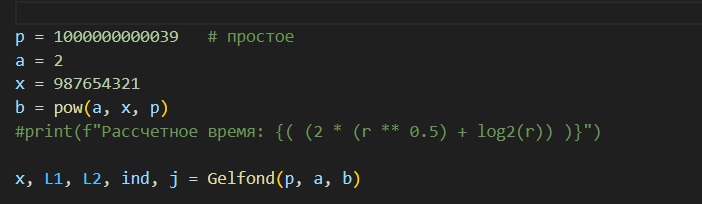 p = 1000000000039   # простое
a = 2
x = 987654321
b = pow(a, x, p)
#print(f"Рассчетное время: {( (2 * (r ** 0.5) + log2(r)) )}")
x, L1, L2, ind, j = Gelfond(p, a, b)